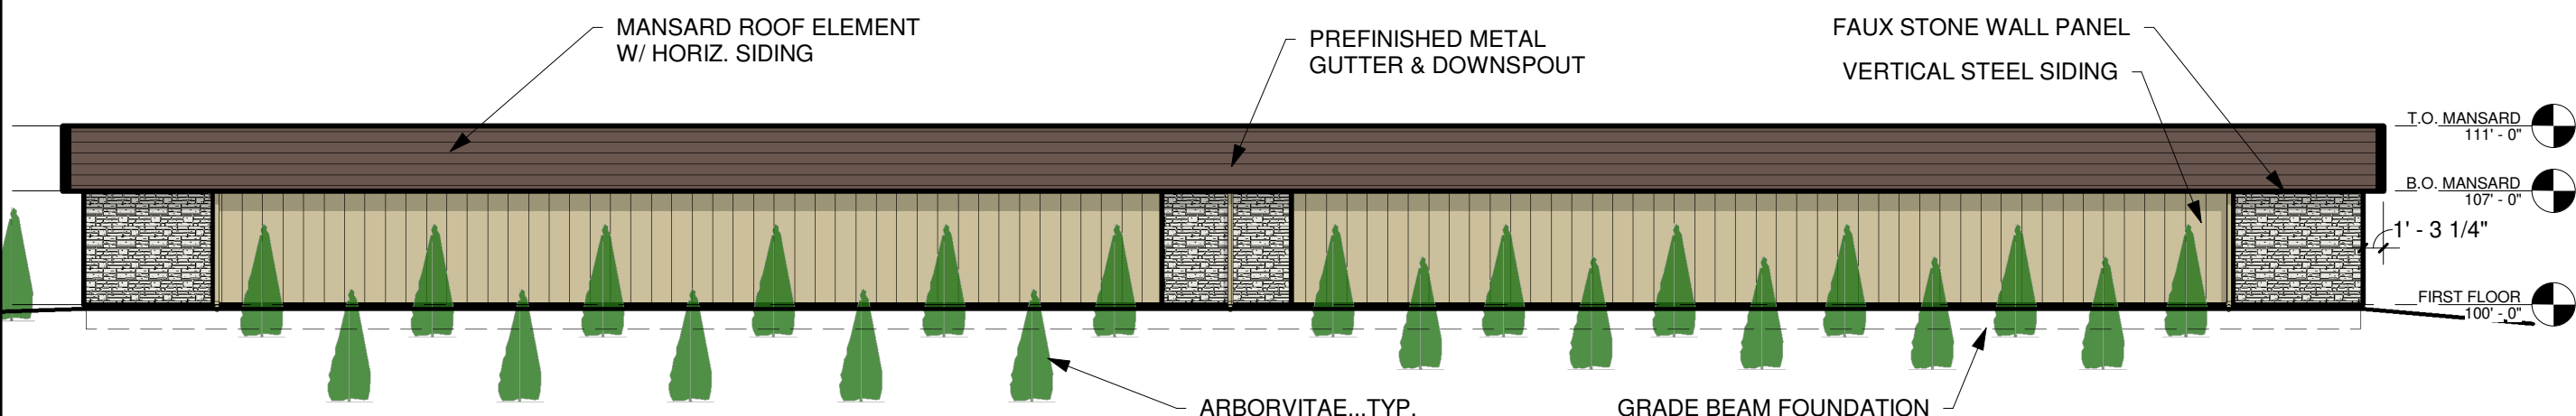 MANSARD ROOF ELEMENT
W/ HORIZ. SIDING
PREFINISHED METAL
GUTTER & DOWNSPOUT
FAUX STONE WALL PANEL
VERTICAL STEEL SIDING
T.O. MANSARD
111' - 0"
B.O. MANSARD
107' - 0"
1' - 3 1/4"
FIRST FLOOR
100' - 0"
ARBORVITAE...TYP.
GRADE BEAM FOUNDATION